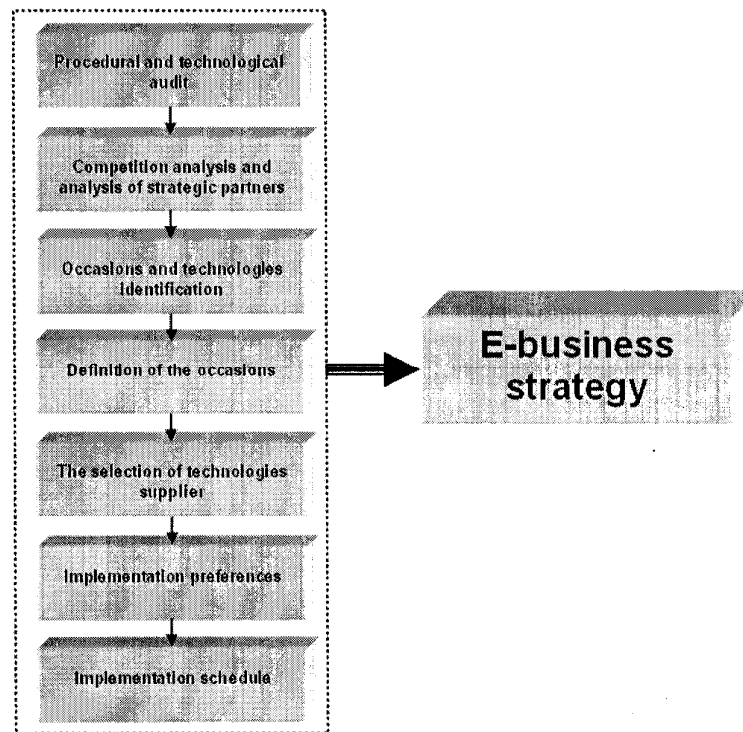 Procedural and technological
audit
Competition analysis and
analysis of strategic partners
Occasions and technologies
identification
Definition of the occasions
The selection of technologies
supplier
Implementation preferences
Implementation schedule
E-business
strategy